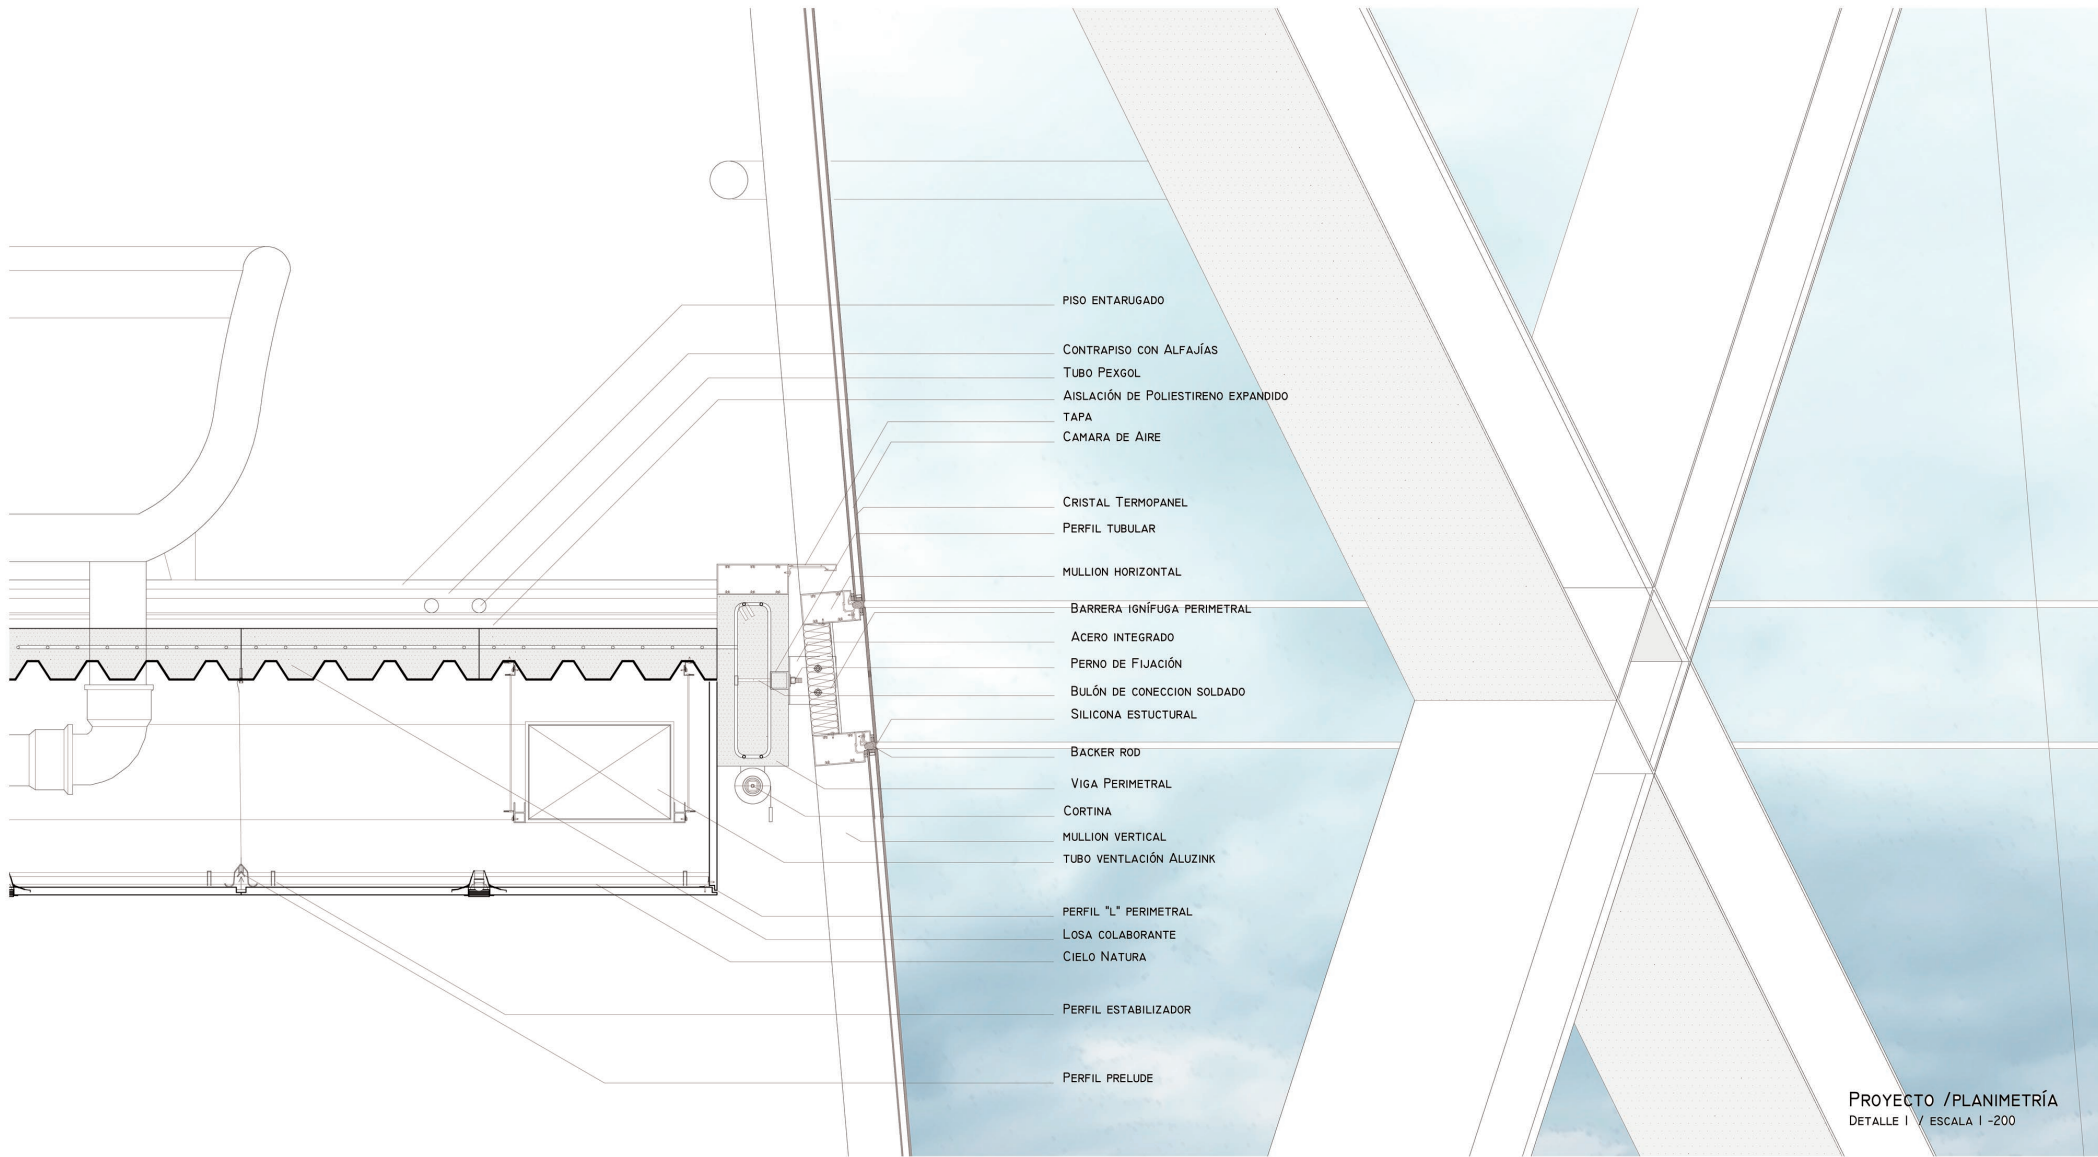 PISO ENTARUGADO
CONTRAPISO CON ALFAJÍAS
TUBO PEXGOL
AISLACIÓN DE POLIESTIRENO EXPANDIDO
TAPA
CAMARA DE AIRE
CRISTAL TERMOPANEL
PERFIL TUBULAR
MULLION HORIZONTAL
BARRERA IGNÍFUGA PERIMETRAL
ACERO INTEGRADO
PERNO DE FIJACIÓN
BULÓN DE CONECCION SOLDADO
SILICONA ESTUCTURAL
BACKER ROD
VIGA PERIMETRAL
CORTINA
MULLION VERTICAL
TUBO VENTLACIÓN ALUZINK
PERFIL "L" PERIMETRAL
LOSA COLABORANTE
CIELO NATURA
PERFIL ESTABILIZADOR
PERFIL PRELUDE
PROYECTO /PLANIMETRÍA
DETALLE 1 / ESCALA 1 -200